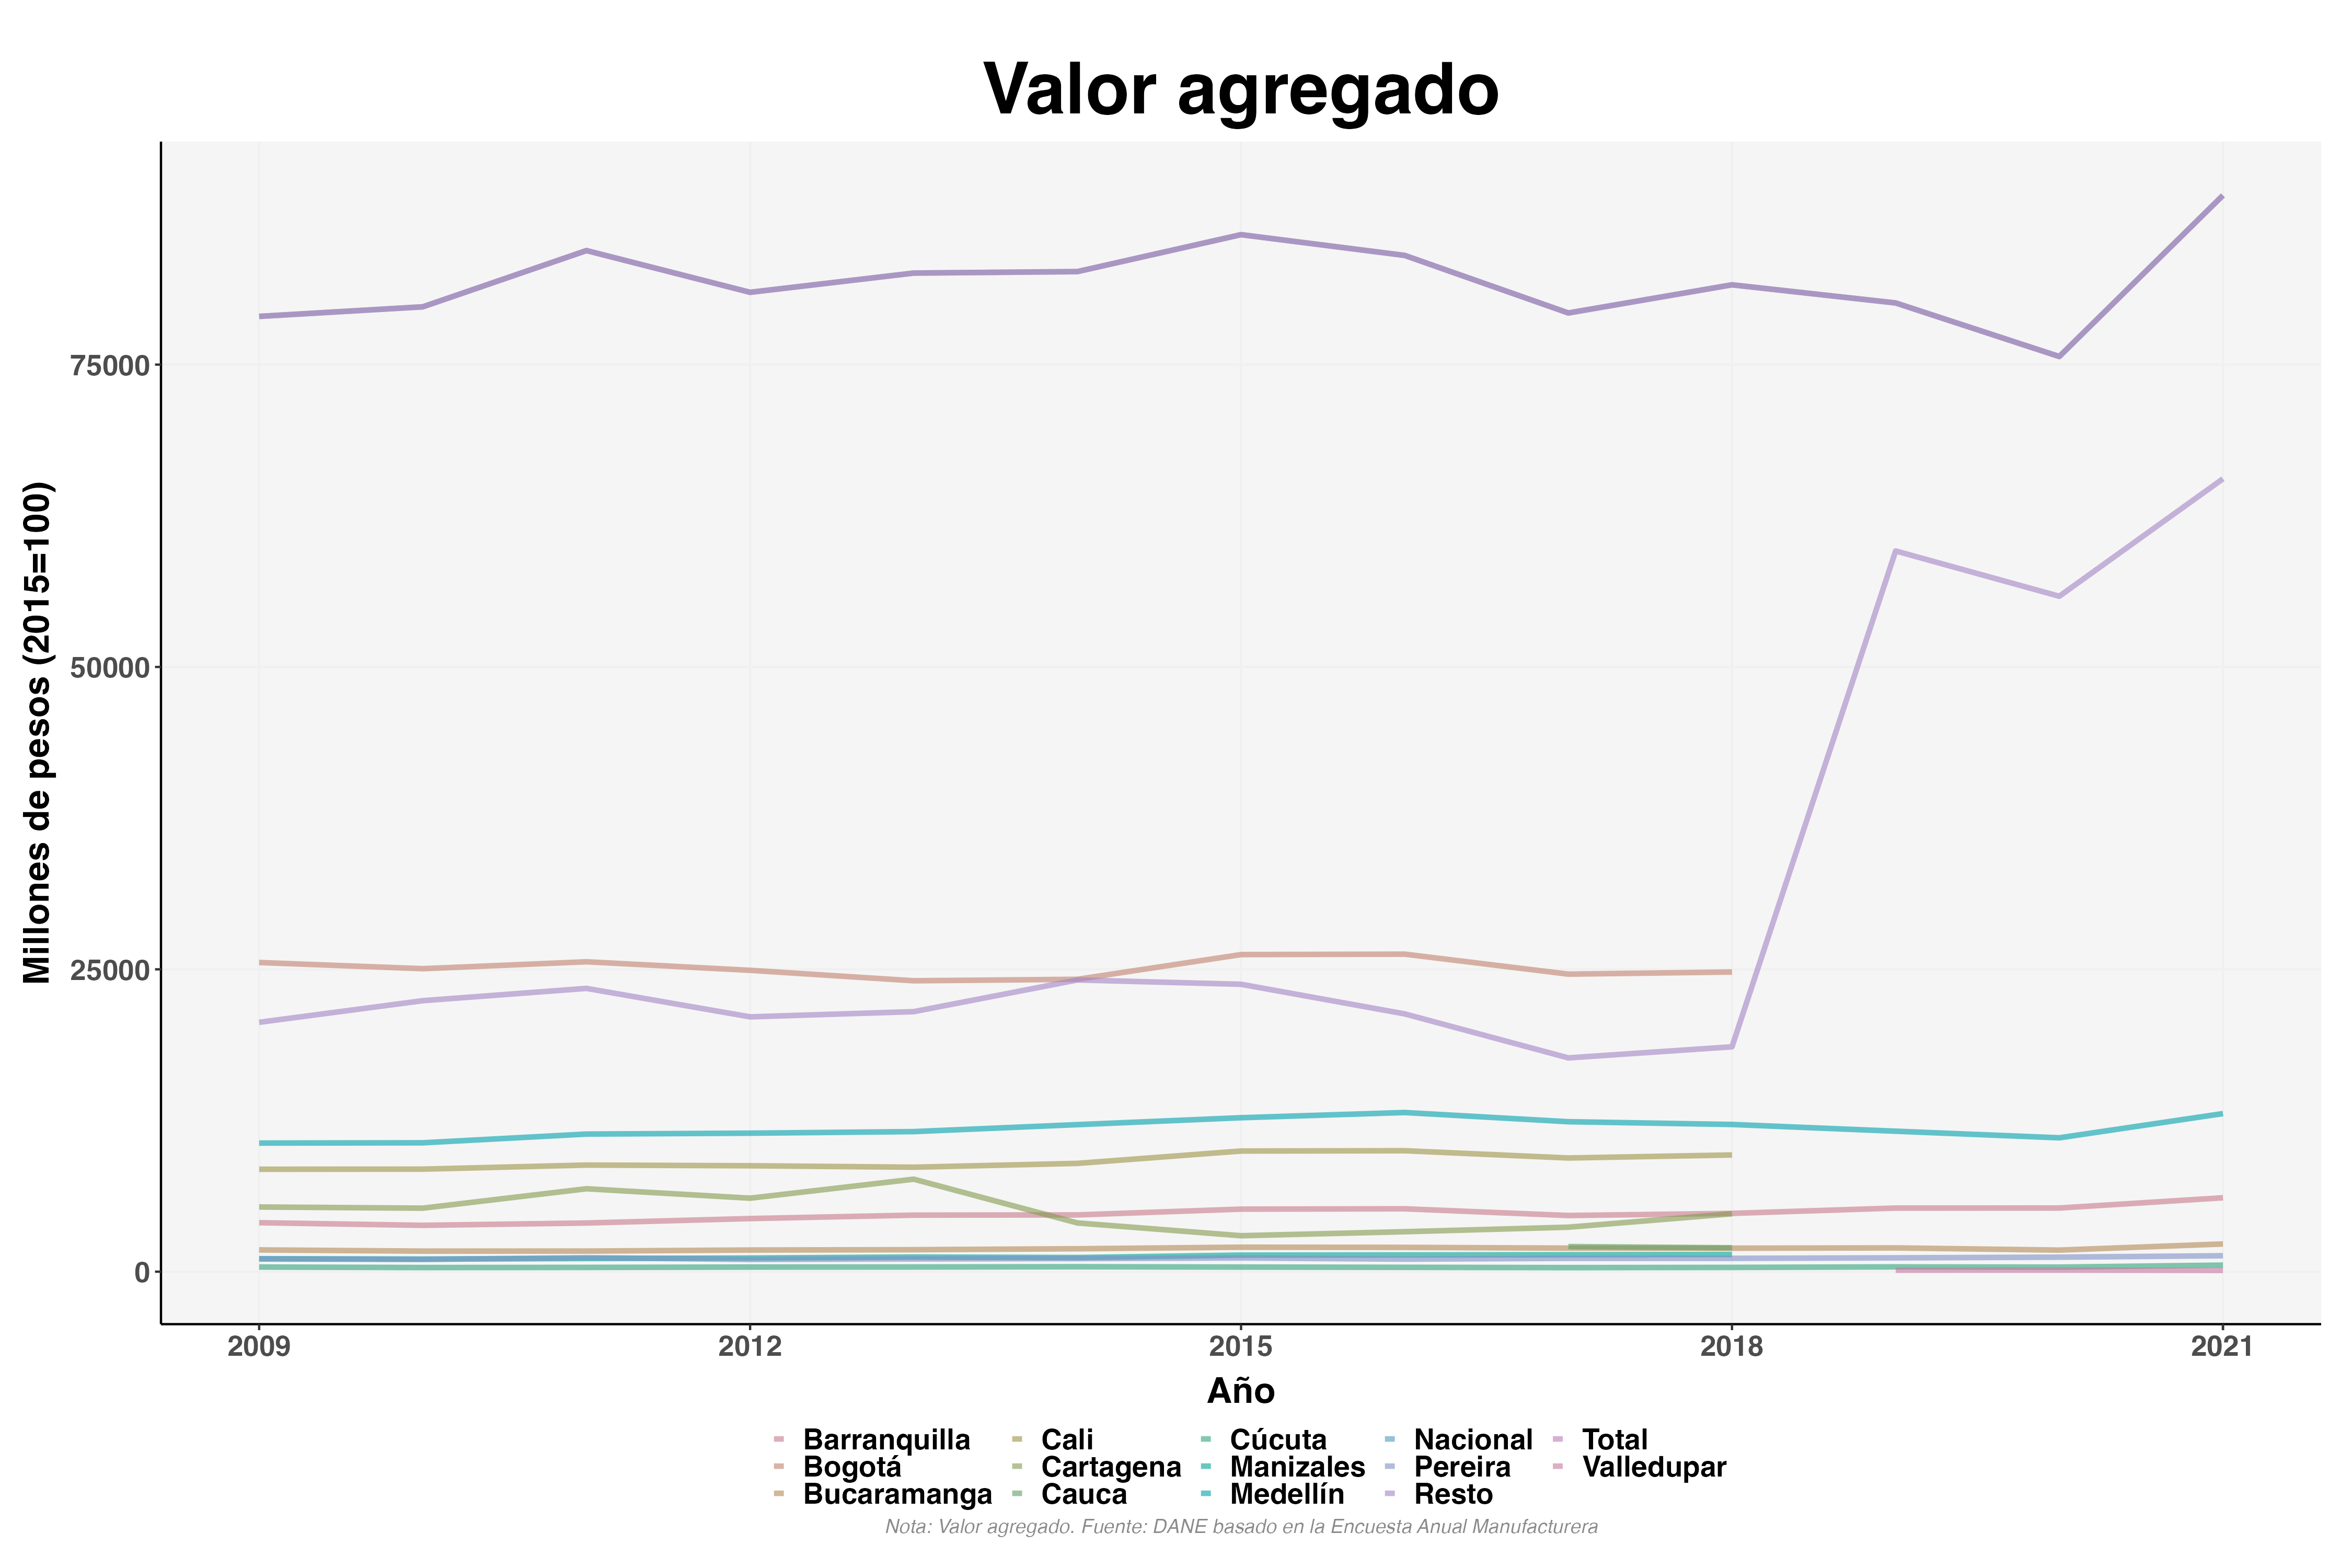 Valor agregado
Millones de pesos (2015=100)
75000
50000
25000
0
2009 2012 2015 2018 2021
Año
Barranquilla Cali Cúcuta Nacional Total
Bogotá Cartagena Manizales Pereira Valledupar
Bucaramanga Cauca Medellín Resto
Nota: Valor agregado. Fuente: DANE basado en la Encuesta Anual Manufacturera